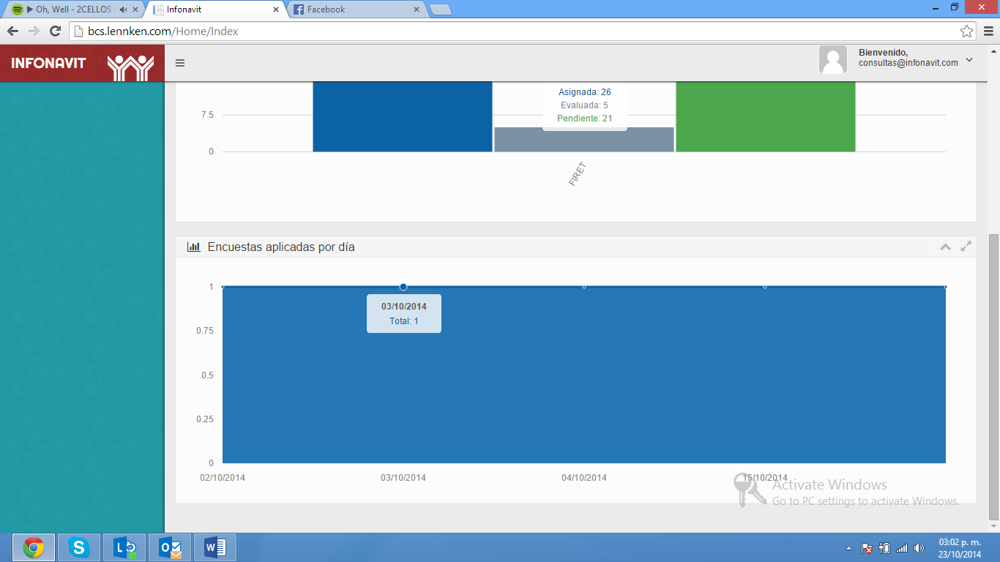 Oh, Well - 2CELLOS
Infonavit
Facebook
bcs.lennken.com/Home/Index
INFONAVIT
Bienvenido,
consultas@infonavit.com
Asignada: 26
Evaluada: 5
Pendiente: 21
7.5
0
FIRET
Encuestas aplicadas por día
1
03/10/2014
Total: 1
0.75
0.5
0.25
0
02/10/2014
03/10/2014
04/10/2014
15/10/2014
Activate Windows
Go to PC settings to activate Windows.
03:02 p. m.
23/10/2014